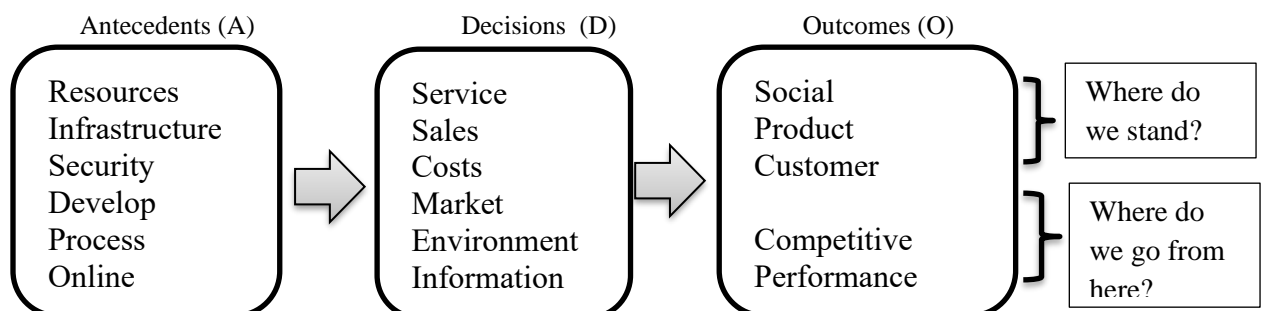 Antecedents (A)
Decisions (D)
Outcomes (O)
Resources
Infrastructure
Security
Develop
Process
Online
Service
Sales
Costs
Market
Environment
Information
Social
Product
Customer
Competitive
Performance
Where do
we stand?
Where do
we go from
here?